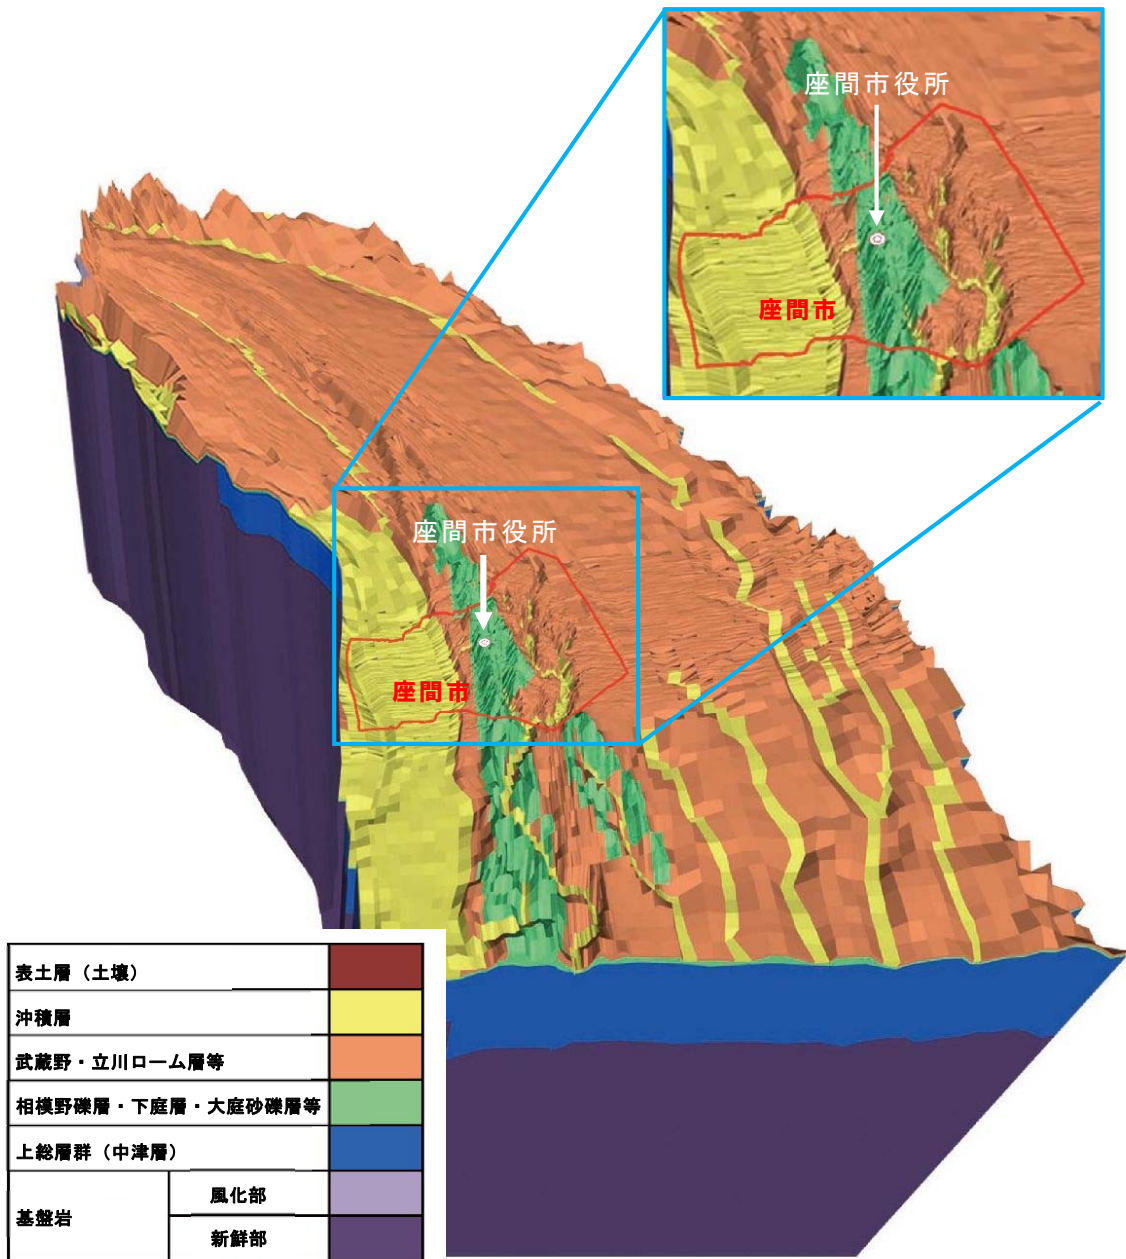 座間市役所
座間市
座間市役所
座間市
表土層（土壌）
沖積層
武蔵野・立川ローム層等
相模野礫層・下庭層・大庭砂礫層等
上総層群（中津層）
基盤岩
風化部
新鮮部